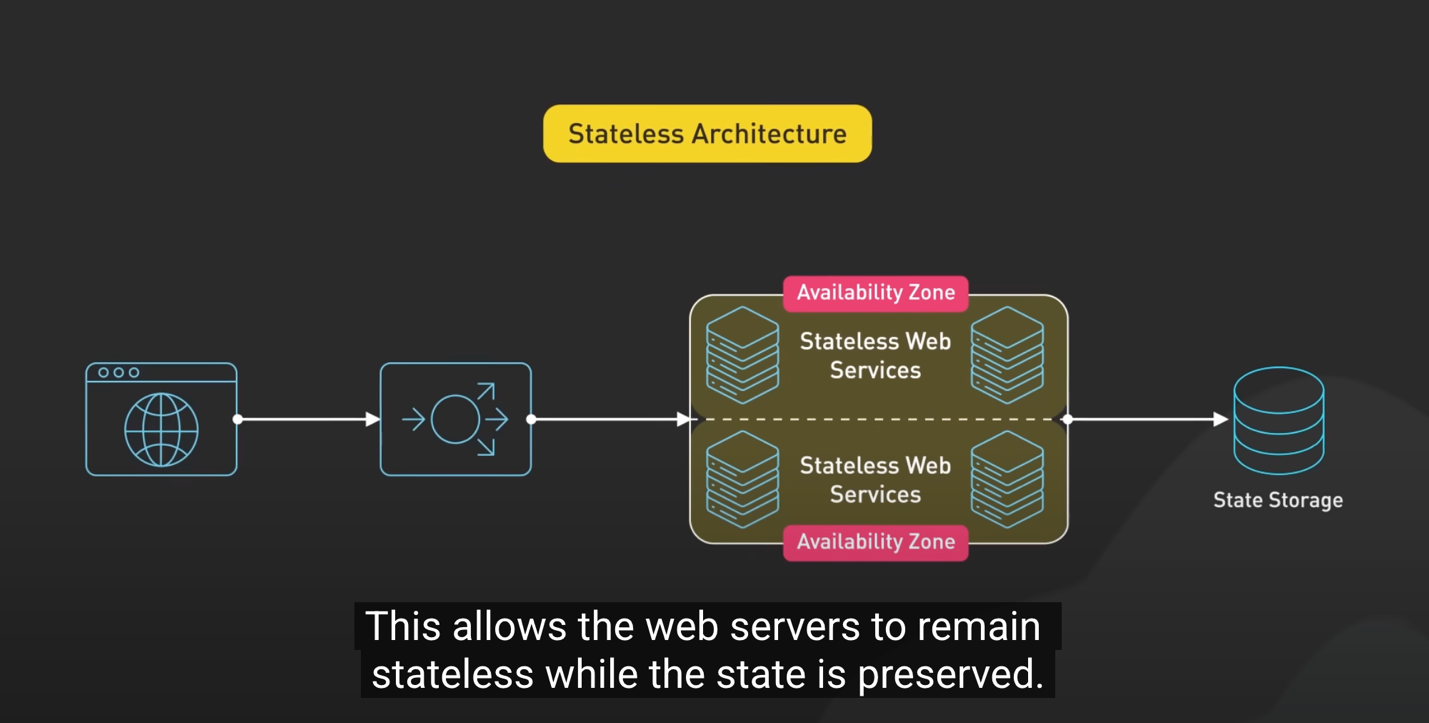 Stateless Architecture
Availability Zone
Stateless Web
Services
Stateless Web
Services
Availability Zone
State Storage
This allows the web servers to remain
stateless while the state is preserved.